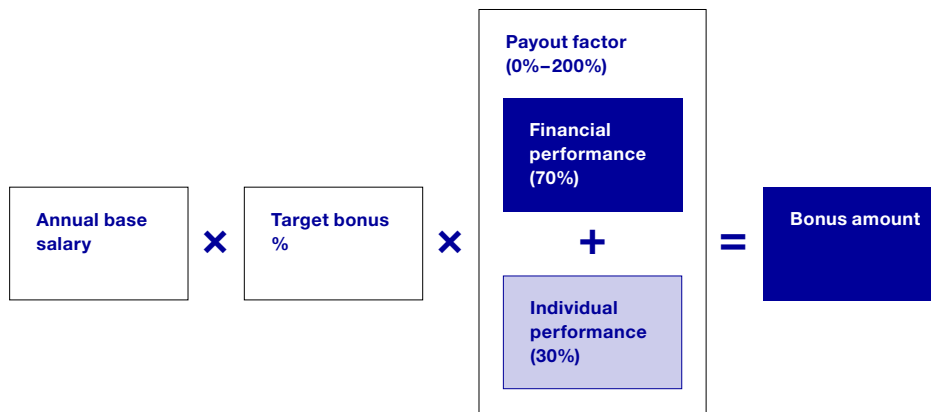 Annual base
salary
×
Target bonus
%
×
Payout factor
(0%–200%)
Financial
performance
(70%)
+
Individual
performance
(30%)
=
Bonus amount